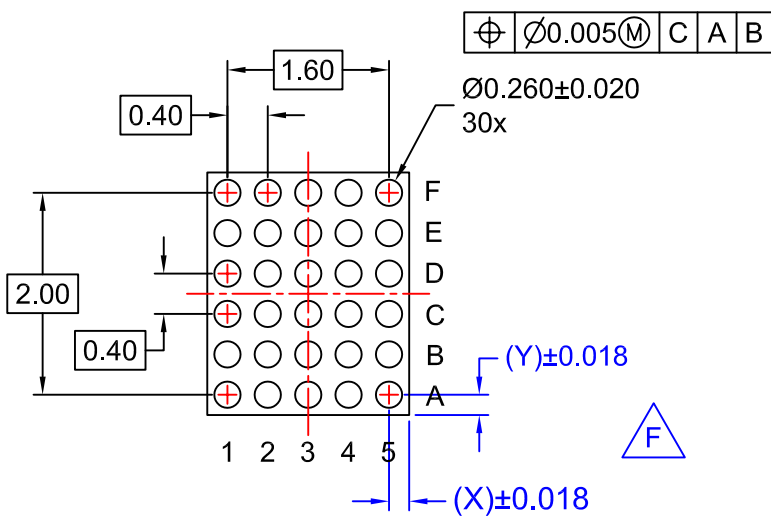 ⌖ Ø0.005Ⓜ C A B
1.60
Ø0.260±0.020
30x
0.40
F
E
D
2.00
C
0.40
B
(Y)±0.018
A
F
1 2 3 4 5
(X)±0.018